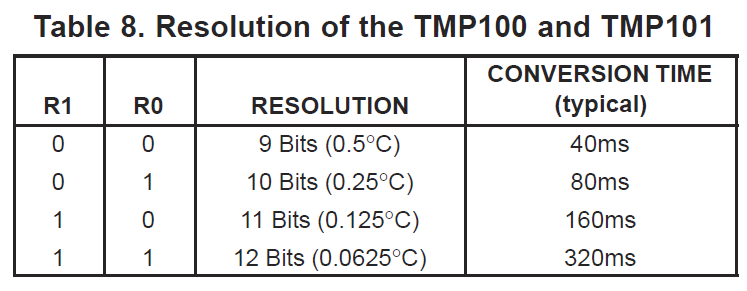 Table 8. Resolution of the TMP100 and TMP101
R1 R0 RESOLUTION CONVERSION TIME (typical)
0 0 9 Bits (0.5°C) 40ms
0 1 10 Bits (0.25°C) 80ms
1 0 11 Bits (0.125°C) 160ms
1 1 12 Bits (0.0625°C) 320ms